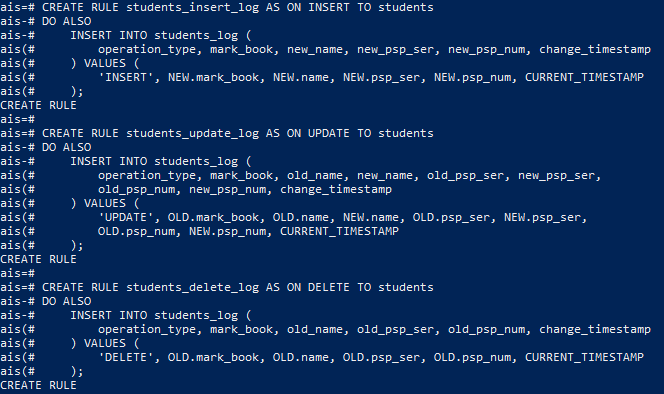 ais=# CREATE RULE students_insert_log AS ON INSERT TO students
ais-# DO ALSO
ais-#     INSERT INTO students_log (
ais(#         operation_type, mark_book, new_name, new_psp_ser, new_psp_num, change_timestamp
ais(#     ) VALUES (
ais(#         'INSERT', NEW.mark_book, NEW.name, NEW.psp_ser, NEW.psp_num, CURRENT_TIMESTAMP
ais(#     );
CREATE RULE
ais=#
ais=# CREATE RULE students_update_log AS ON UPDATE TO students
ais-# DO ALSO
ais-#     INSERT INTO students_log (
ais(#         operation_type, mark_book, old_name, new_name, old_psp_ser, new_psp_ser,
ais(#         old_psp_num, new_psp_num, change_timestamp
ais(#     ) VALUES (
ais(#         'UPDATE', OLD.mark_book, OLD.name, NEW.name, OLD.psp_ser, NEW.psp_ser,
ais(#         OLD.psp_num, NEW.psp_num, CURRENT_TIMESTAMP
ais(#     );
CREATE RULE
ais=#
ais=# CREATE RULE students_delete_log AS ON DELETE TO students
ais-# DO ALSO
ais-#     INSERT INTO students_log (
ais(#         operation_type, mark_book, old_name, old_psp_ser, old_psp_num, change_timestamp
ais(#     ) VALUES (
ais(#         'DELETE', OLD.mark_book, OLD.name, OLD.psp_ser, OLD.psp_num, CURRENT_TIMESTAMP
ais(#     );
CREATE RULE